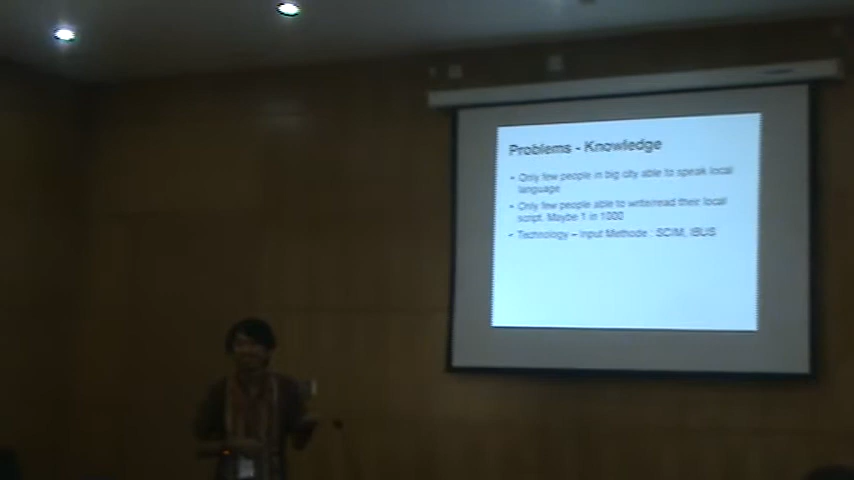 Problems - Knowledge
• Only few people in big city able to speak local
language
• Only few people able to write/read their local
script. Maybe 1 in 1000
• Technology – Input Methode : SCIM, IBUS